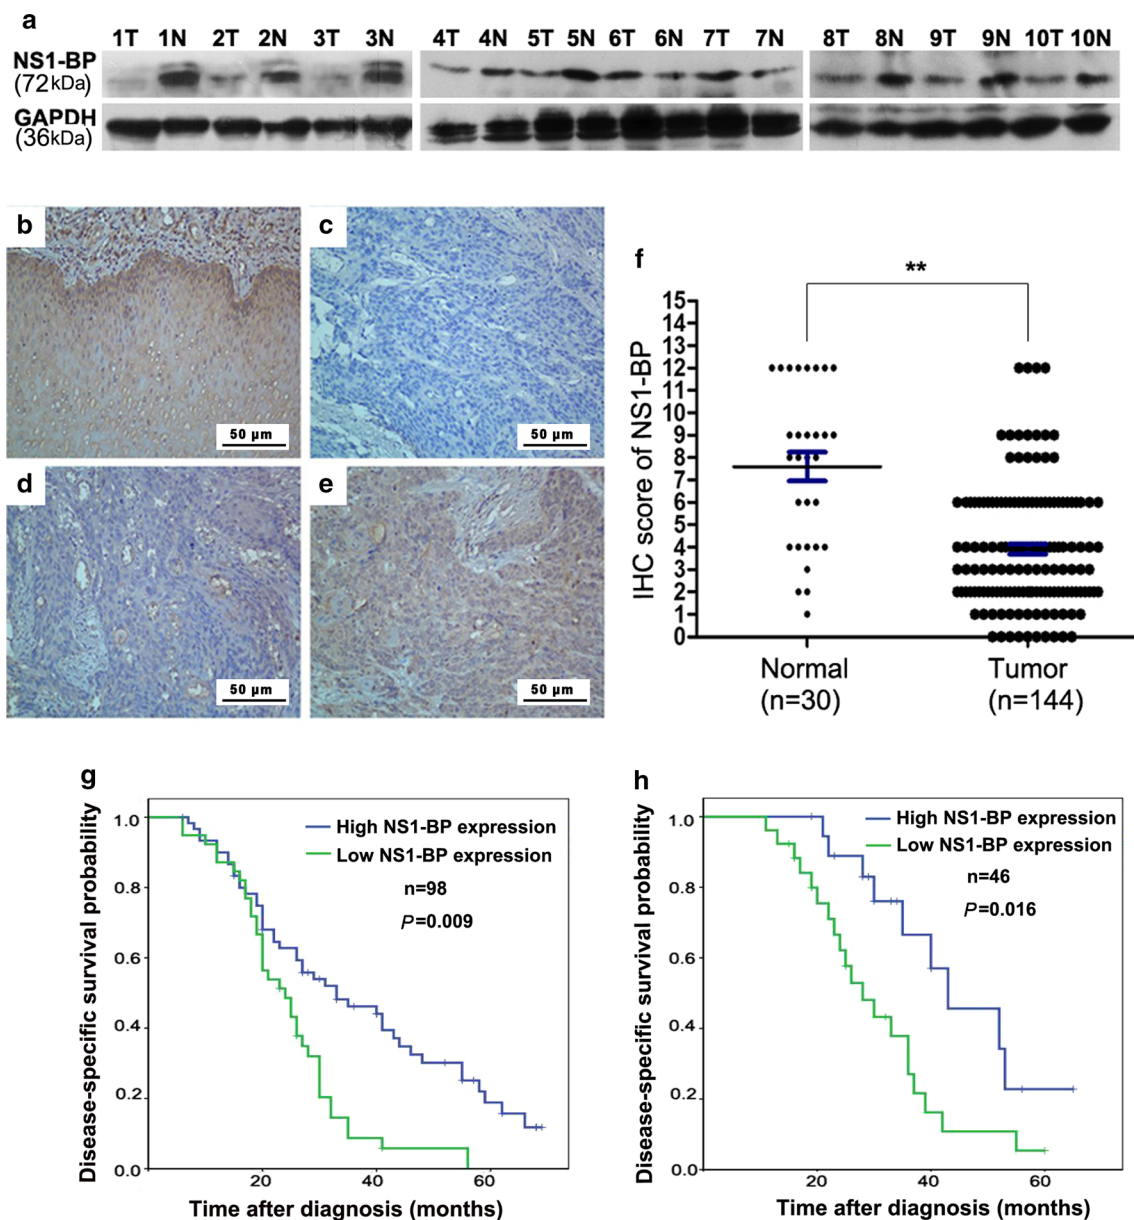 a
1T 1N 2T 2N 3T 3N 4T 4N 5T 5N 6T 6N 7T 7N 8T 8N 9T 9N 10T 10N
NS1-BP
(72kDa)
GAPDH
(36kDa)
b
50 µm
c
50 µm
d
50 µm
e
50 µm
f
**
IHC score of NS1-BP
15
14
13
12
11
10
9
8
7
6
5
4
3
2
1
0
Normal
(n=30)
Tumor
(n=144)
g
Disease-specific survival probability
1.0
0.8
0.6
0.4
0.2
0.0
High NS1-BP expression
Low NS1-BP expression
n=98
P=0.009
20 40 60
Time after diagnosis (months)
h
Disease-specific survival probability
1.0
0.8
0.6
0.4
0.2
0.0
High NS1-BP expression
Low NS1-BP expression
n=46
P=0.016
20 40 60
Time after diagnosis (months)